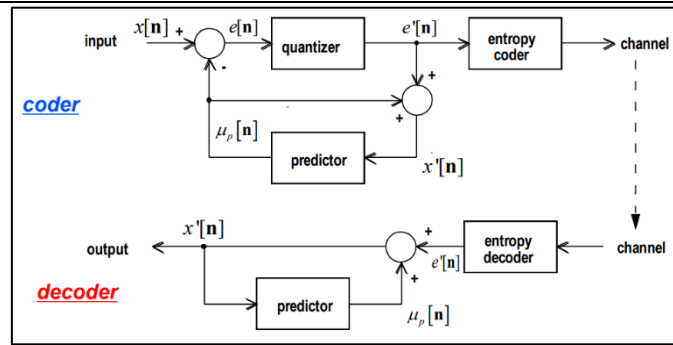 input x[n] + e[n] quantizer e'[n] entropy coder channel
-
+
+
coder
μp[n] predictor x'[n]
output x'[n] + e'[n] entropy decoder channel
+
decoder
predictor μp[n]